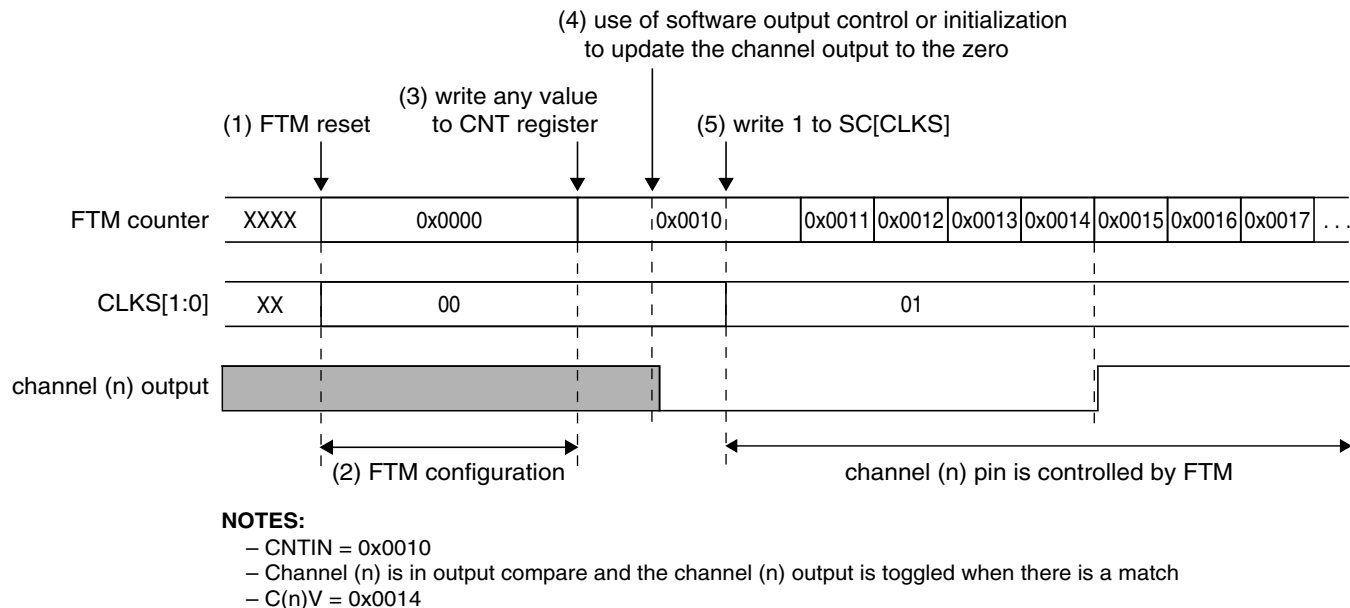 (4) use of software output control or initialization
to update the channel output to the zero
(3) write any value
to CNT register
(1) FTM reset
(5) write 1 to SC[CLKS]
FTM counter XXXX 0x0000 0x0010 0x0011 0x0012 0x0013 0x0014 0x0015 0x0016 0x0017 . . .
CLKS[1:0] XX 00 01
channel (n) output
(2) FTM configuration
channel (n) pin is controlled by FTM
NOTES:
– CNTIN = 0x0010
– Channel (n) is in output compare and the channel (n) output is toggled when there is a match
– C(n)V = 0x0014